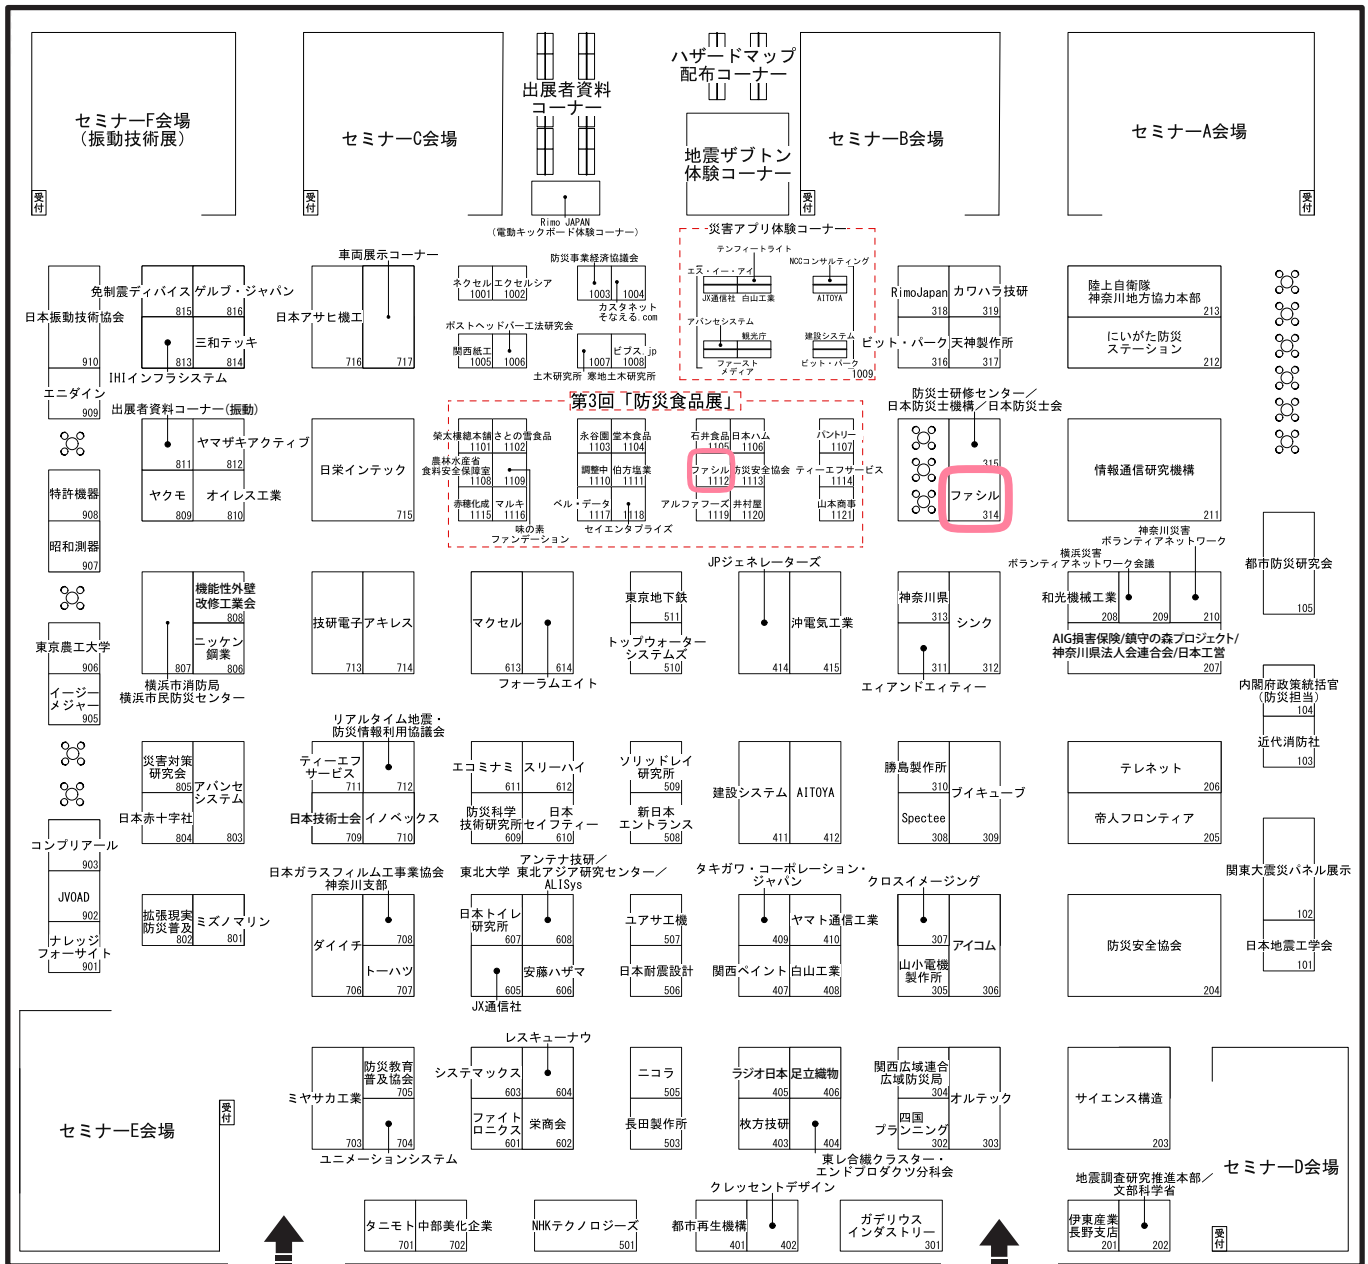 セミナーF会場
(振動技術展)
受付
セミナーC会場
受付
出展者資料
コーナー
Rimo JAPAN
(電動キックボード体験コーナー)
ハザードマップ
配布コーナー
地震ザブトン
体験コーナー
セミナーB会場
セミナーA会場
受付
災害アプリ体験コーナー
テンフィートライト
エス・イー・アイ
NCCコンサルティング
JX通信社
白山工業
AITOYA
アバンセシステム
観光庁
建設システム
ファースト
メディア
ビット・パーク
1009
日本振動技術協会
910
エニダイン
909
免制震ディバイス
815
ゲルブ・ジャパン
816
813
三和テッキ
814
IHIインフラシステム
車両展示コーナー
日本アサヒ機工
716
717
ネクセル
1001
エクセルシア
1002
防災事業経済協議会
1003
1004
カスタネット
そなえる.com
ポストヘッドバー工法研究会
関西紙工
1005
1006
1007
ビブス.jp
1008
土木研究所 寒地土木研究所
RimoJapan
318
カワハラ技研
319
ビット・パーク
316
天神製作所
317
陸上自衛隊
神奈川地方協力本部
213
にいがた防災
ステーション
212
出展者資料コーナー(振動)
811
ヤマザキアクティブ
812
ヤクモ
809
オイレス工業
810
特許機器
908
昭和測器
907
日栄インテック
715
第3回「防災食品展」
榮太樓總本舗
1101
さとの雪食品
1102
農林水産省
食料安全保障室
1108
1109
赤穂化成
1115
マルキ
1116
味の素
ファンデーション
永谷園
1103
堂本食品
1104
調整中
1110
伯方塩業
1111
ベル・データ
1117
1118
セイエンタプライズ
石井食品
1105
日本ハム
1106
ファシル
1112
防災安全協会
1113
アルファフーズ
1119
井村屋
1120
パントリー
1107
ティーエフサービス
1114
山本商事
1121
防災士研修センター/
日本防災士機構/日本防災士会
315
ファシル
314
情報通信研究機構
211
神奈川災害
ボランティアネットワーク
横浜災害
ボランティアネットワーク会議
和光機械工業
208
209
210
AIG損害保険/鎮守の森プロジェクト/
神奈川県法人会連合会/日本工営
207
都市防災研究会
105
東京農工大学
906
イージー
メジャー
905
機能性外壁
改修工業会
808
807
ニッケン
鋼業
806
横浜市消防局
横浜市民防災センター
技研電子
713
アキレス
714
マクセル
613
614
フォーラムエイト
東京地下鉄
511
トップウォーター
システムズ
510
JPジェネレーターズ
414
沖電気工業
415
神奈川県
313
シンク
312
311
エィアンドエィティー
内閣府政策統括官
(防災担当)
104
近代消防社
103
災害対策
研究会
805
アバンセ
システム
803
日本赤十字社
804
リアルタイム地震・
防災情報利用協議会
ティーエフ
サービス
711
712
日本技術士会
709
イノベックス
710
エコミナミ
611
スリーハイ
612
防災科学
技術研究所
609
日本
セイフティー
610
ソリッドレイ
研究所
509
新日本
エントランス
508
建設システム
411
AITOYA
412
勝島製作所
310
ブイキューブ
309
Spectee
308
テレネット
206
帝人フロンティア
205
コンプリアール
903
JVOAD
902
ナレッジ
フォーサイト
901
拡張現実
防災普及
802
ミズノマリン
801
日本ガラスフィルム工事業協会
神奈川支部
708
ダイイチ
706
トーハツ
707
アンテナ技研/
東北大学 東北アジア研究センター/
ALISys
日本トイレ
研究所
607
608
605
安藤ハザマ
606
JX通信社
ユアサエ機
507
日本耐震設計
506
タキガワ・コーポレーション・
ジャパン
409
ヤマト通信工業
410
関西ペイント
407
白山工業
408
クロスイメージング
307
アイコム
306
山小電機
製作所
305
防災安全協会
204
関東大震災パネル展示
102
日本地震工学会
101
セミナーE会場
受付
ミヤサカ工業
703
防災教育
普及協会
705
704
ユニメーションシステム
レスキューナウ
システマックス
603
604
ファイト
ロニクス
601
栄商会
602
ニコラ
505
長田製作所
503
ラジオ日本
405
足立織物
406
枚方技研
403
404
東レ合繊クラスター・
エンドプロダクツ分科会
関西広域連合
広域防災局
304
オルテック
303
四国
プランニング
302
サイエンス構造
203
セミナーD会場
受付
タニモト
701
中部美化企業
702
NHKテクノロジーズ
501
クレッセントデザイン
都市再生機構
401
402
ガデリウス
インダストリー
301
地震調査研究推進本部/
文部科学省
伊東産業
長野支店
201
202